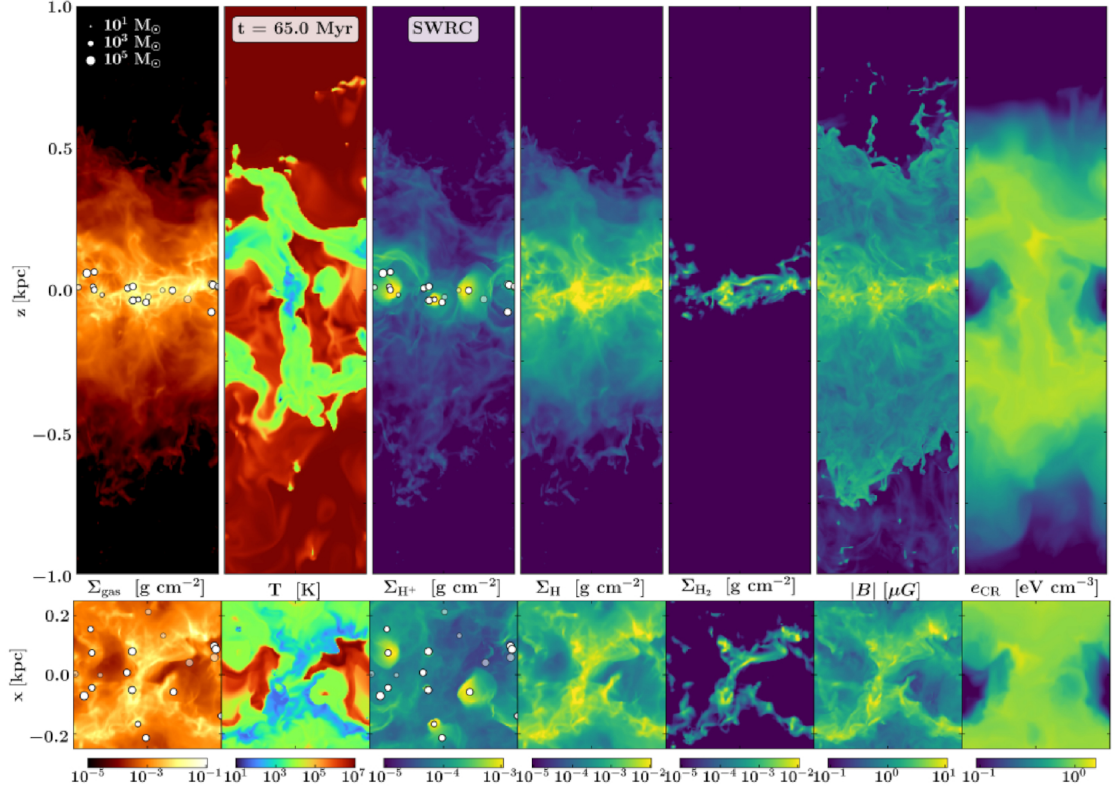 10¹ M⊙
10³ M⊙
10⁵ M⊙
t = 65.0 Myr
SWRC
1.0
0.5
0.0
−0.5
−1.0
z [kpc]
Σgas [g cm⁻²]
T [K]
ΣH⁺ [g cm⁻²]
ΣH [g cm⁻²]
ΣH₂ [g cm⁻²]
|B| [μG]
eCR [eV cm⁻³]
0.2
0.0
−0.2
x [kpc]
10⁻⁵ 10⁻³ 10⁻¹
10¹ 10³ 10⁵ 10⁷
10⁻⁵ 10⁻⁴ 10⁻³
10⁻⁴ 10⁻³ 10⁻²
10⁻⁴ 10⁻³ 10⁻²
10⁻¹ 10⁰ 10¹
10⁻¹ 10⁰